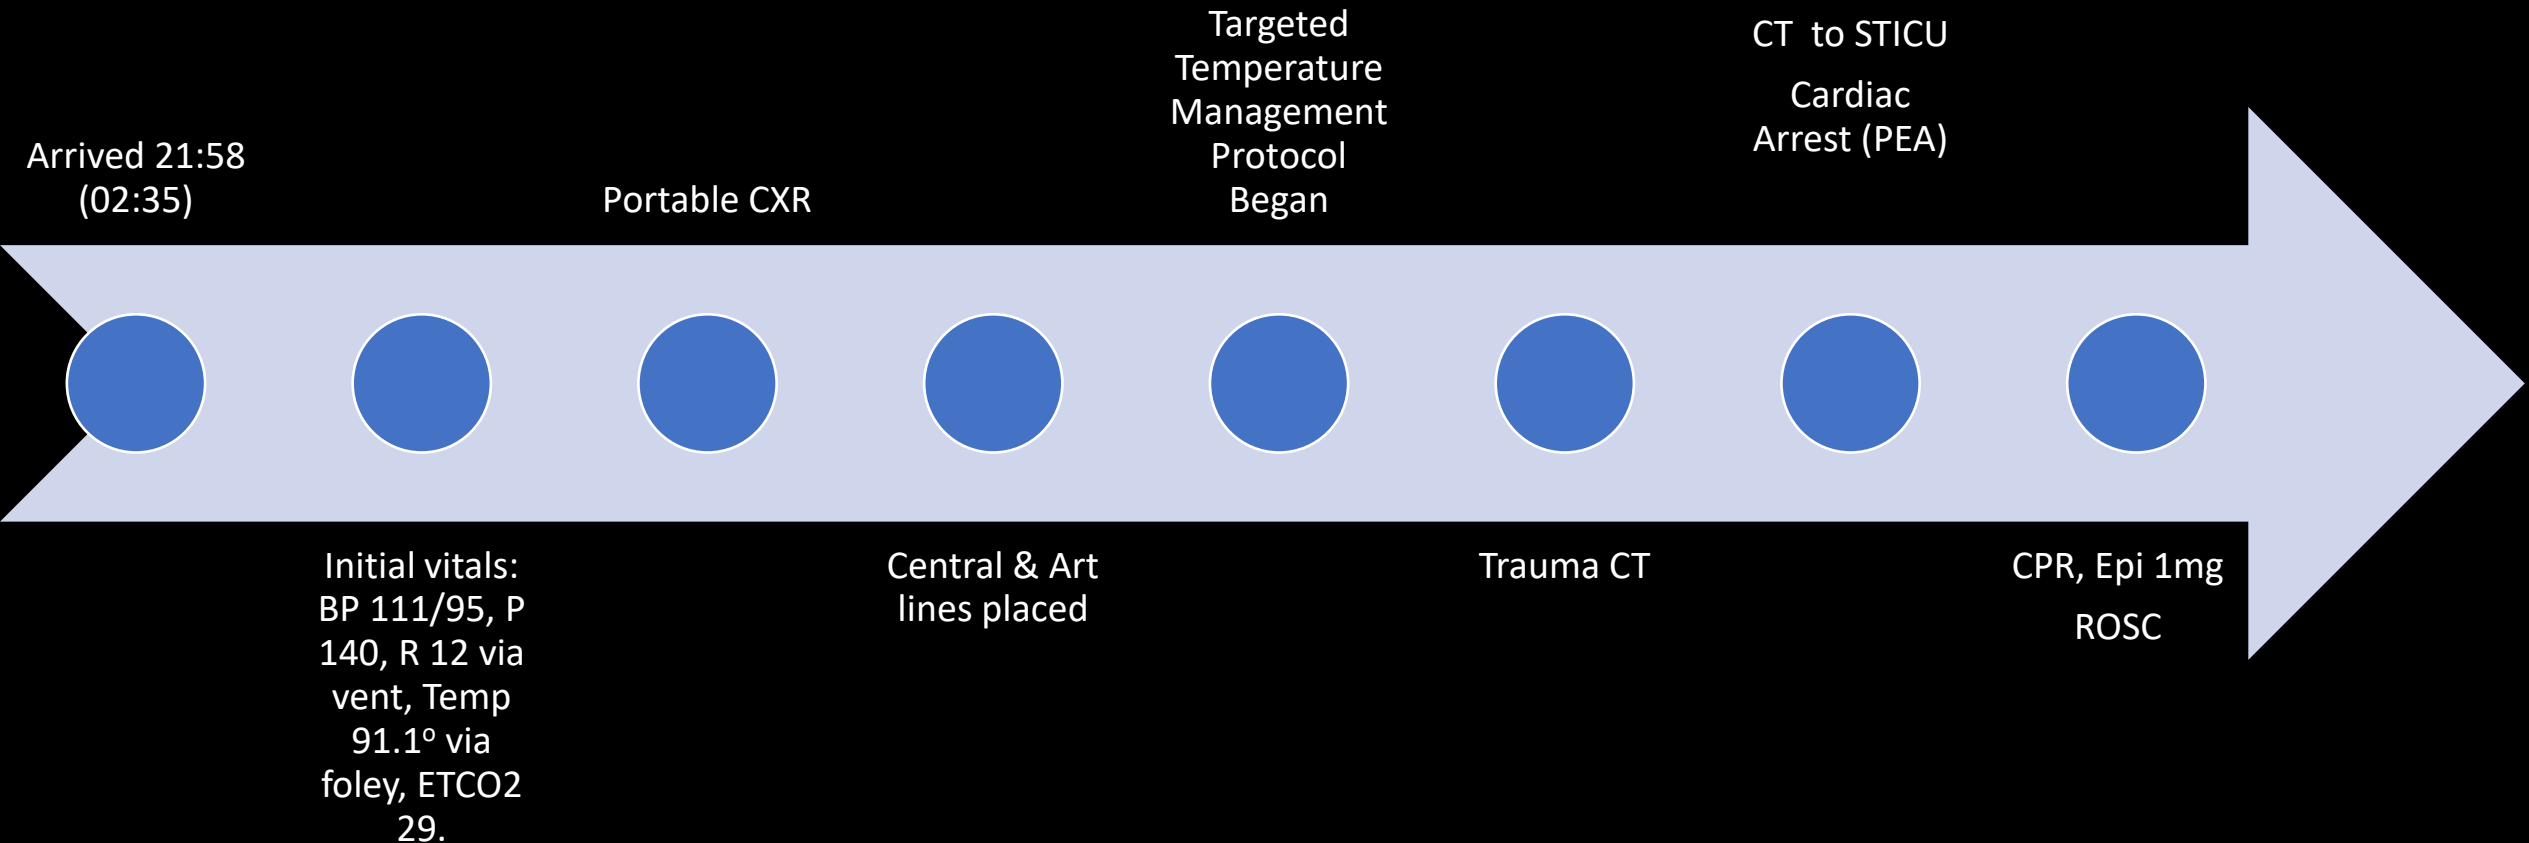 Arrived 21:58
(02:35)
Initial vitals:
BP 111/95, P
140, R 12 via
vent, Temp
91.1º via
foley, ETCO2
29.
Portable CXR
Central & Art
lines placed
Targeted
Temperature
Management
Protocol
Began
Trauma CT
CT  to STICU
Cardiac
Arrest (PEA)
CPR, Epi 1mg
ROSC